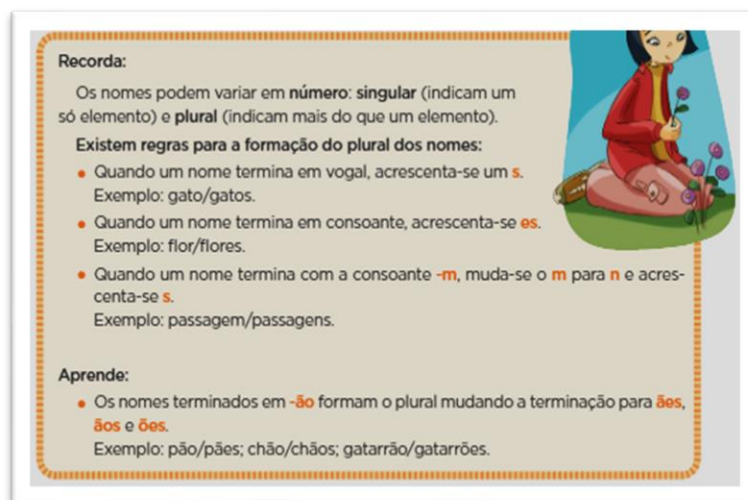 Recorda:
Os nomes podem variar em número: singular (indicam um
só elemento) e plural (indicam mais do que um elemento).
Existem regras para a formação do plural dos nomes:
• Quando um nome termina em vogal, acrescenta-se um s.
Exemplo: gato/gatos.
• Quando um nome termina em consoante, acrescenta-se es.
Exemplo: flor/flores.
• Quando um nome termina com a consoante -m, muda-se o m para n e acres-
centa-se s.
Exemplo: passagem/passagens.
Aprende:
• Os nomes terminados em -ão formam o plural mudando a terminação para ães,
ãos e ões.
Exemplo: pão/pães; chão/chãos; gatarrão/gatarrões.